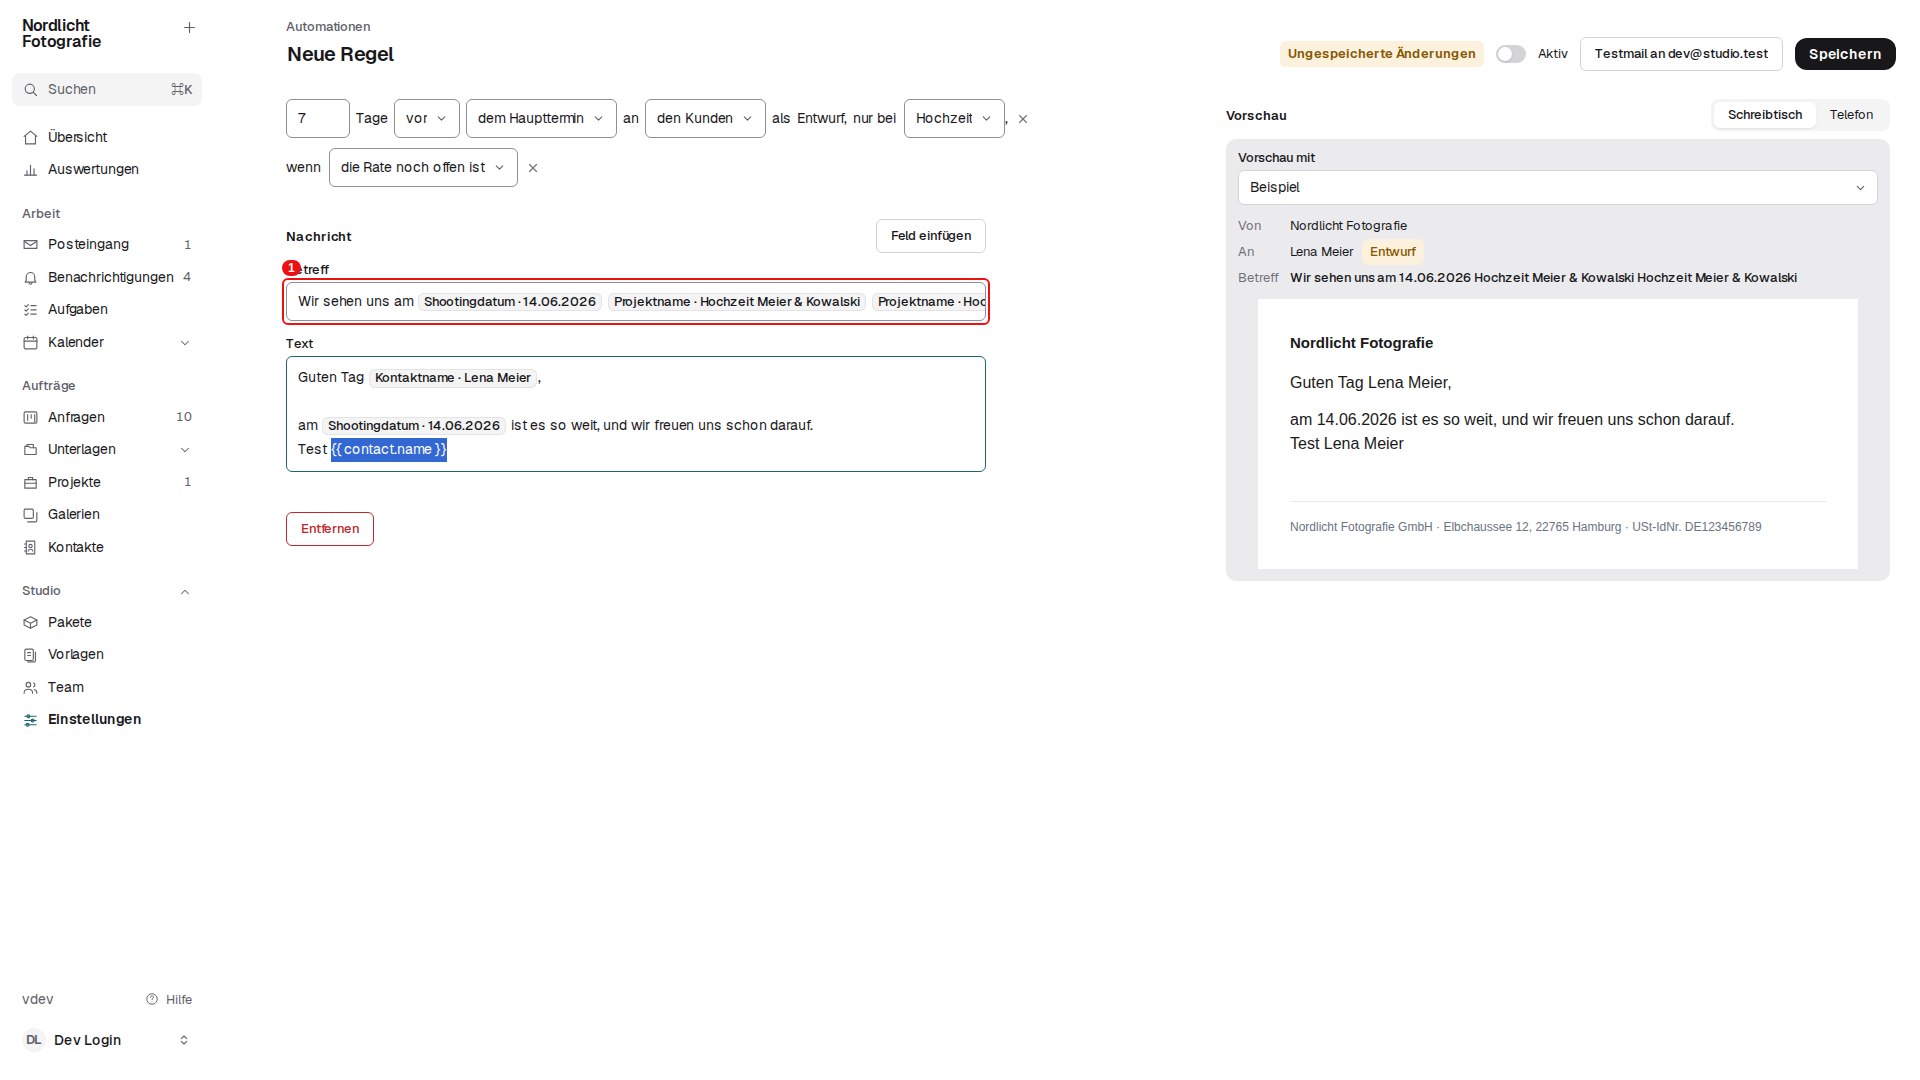 Nordlicht
Fotografie
Suchen ⌘K
Übersicht
Auswertungen
Arbeit
Posteingang 1
Benachrichtigungen 4
Aufgaben
Kalender
Aufträge
Anfragen 10
Unterlagen
Projekte 1
Galerien
Kontakte
Studio
Pakete
Vorlagen
Team
Einstellungen
vdev Hilfe
DL Dev Login
Automationen
Neue Regel
Ungespeicherte Änderungen Aktiv Testmail an dev@studio.test Speichern
7 Tage vor dem Haupttermin an den Kunden als Entwurf, nur bei Hochzeit ,
wenn die Rate noch offen ist
Nachricht Feld einfügen
1 etreff
Wir sehen uns am Shootingdatum · 14.06.2026 Projektname · Hochzeit Meier & Kowalski Projektname · Hoc
Text
Guten Tag Kontaktname · Lena Meier ,
am Shootingdatum · 14.06.2026 ist es so weit, und wir freuen uns schon darauf.
Test {{ contact.name }}
Entfernen
Vorschau Schreibtisch Telefon
Vorschau mit
Beispiel
Von Nordlicht Fotografie
An Lena Meier Entwurf
Betreff Wir sehen uns am 14.06.2026 Hochzeit Meier & Kowalski Hochzeit Meier & Kowalski
Nordlicht Fotografie
Guten Tag Lena Meier,
am 14.06.2026 ist es so weit, und wir freuen uns schon darauf.
Test Lena Meier
Nordlicht Fotografie GmbH · Elbchaussee 12, 22765 Hamburg · USt-IdNr. DE123456789